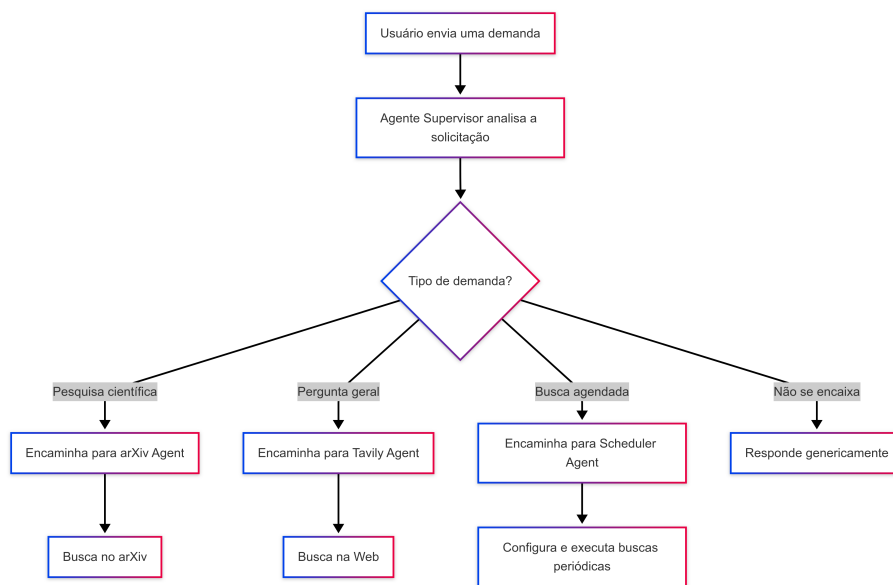 Usuário envia uma demanda
Agente Supervisor analisa a
solicitação
Tipo de demanda?
Pesquisa científica
Pergunta geral
Busca agendada
Não se encaixa
Encaminha para arXiv Agent
Encaminha para Tavily Agent
Encaminha para Scheduler
Agent
Responde genericamente
Busca no arXiv
Busca na Web
Configura e executa buscas
periódicas